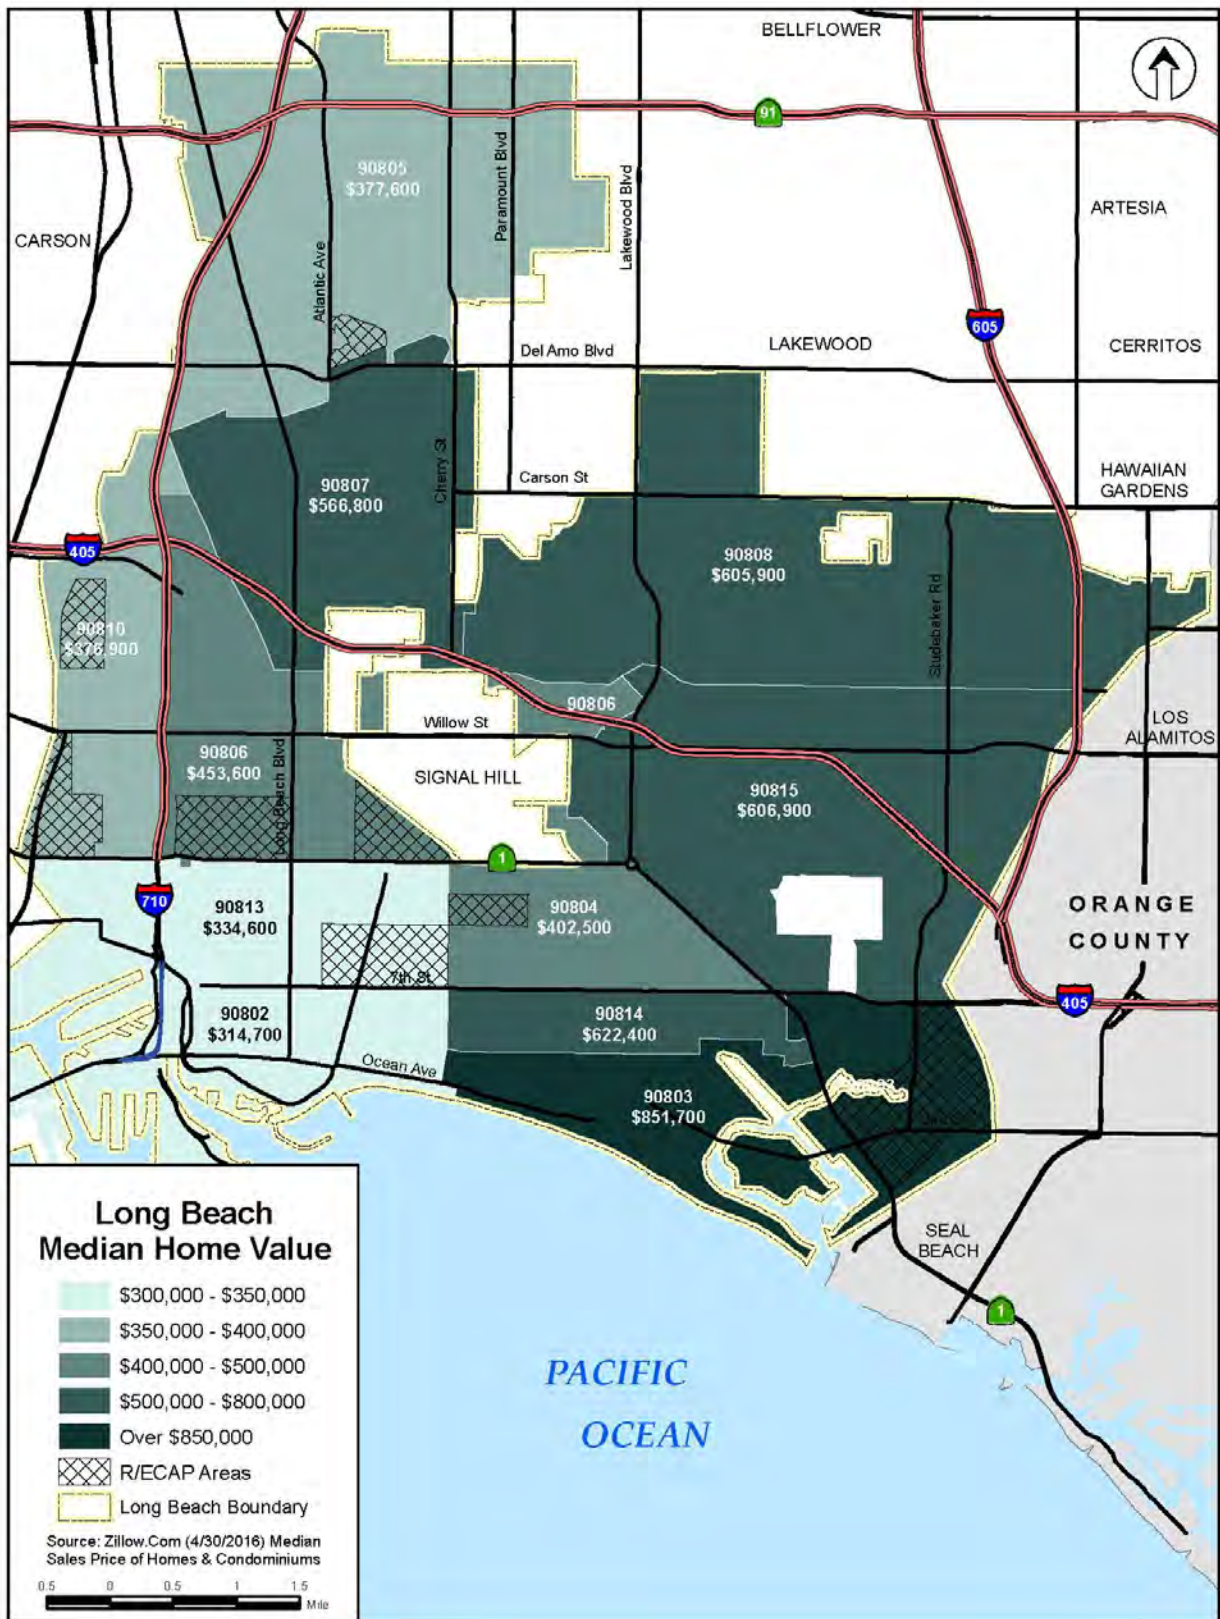 BELLFLOWER
91
90805
$377,600
Paramount Blvd
Lakewood Blvd
ARTESIA
CARSON
Atlantic Ave
605
Del Amo Blvd
LAKEWOOD
CERRITOS
90807
$566,800
Cherry St
Carson St
HAWAIIAN
GARDENS
405
90808
$605,900
Studebaker Rd
90810
$376,900
90806
Willow St
LOS
ALAMITOS
90806
$453,600
Long Beach Blvd
SIGNAL HILL
90815
$606,900
1
710
90813
$334,600
90804
$402,500
ORANGE
COUNTY
7th St
405
90802
$314,700
90814
$622,400
Ocean Ave
90803
$851,700
SEAL
BEACH
1
PACIFIC
OCEAN
Long Beach
Median Home Value
$300,000 - $350,000
$350,000 - $400,000
$400,000 - $500,000
$500,000 - $800,000
Over $850,000
R/ECAP Areas
Long Beach Boundary
Source: Zillow.Com (4/30/2016) Median
Sales Price of Homes & Condominiums
0.5 0 0.5 1 1.5
Mile